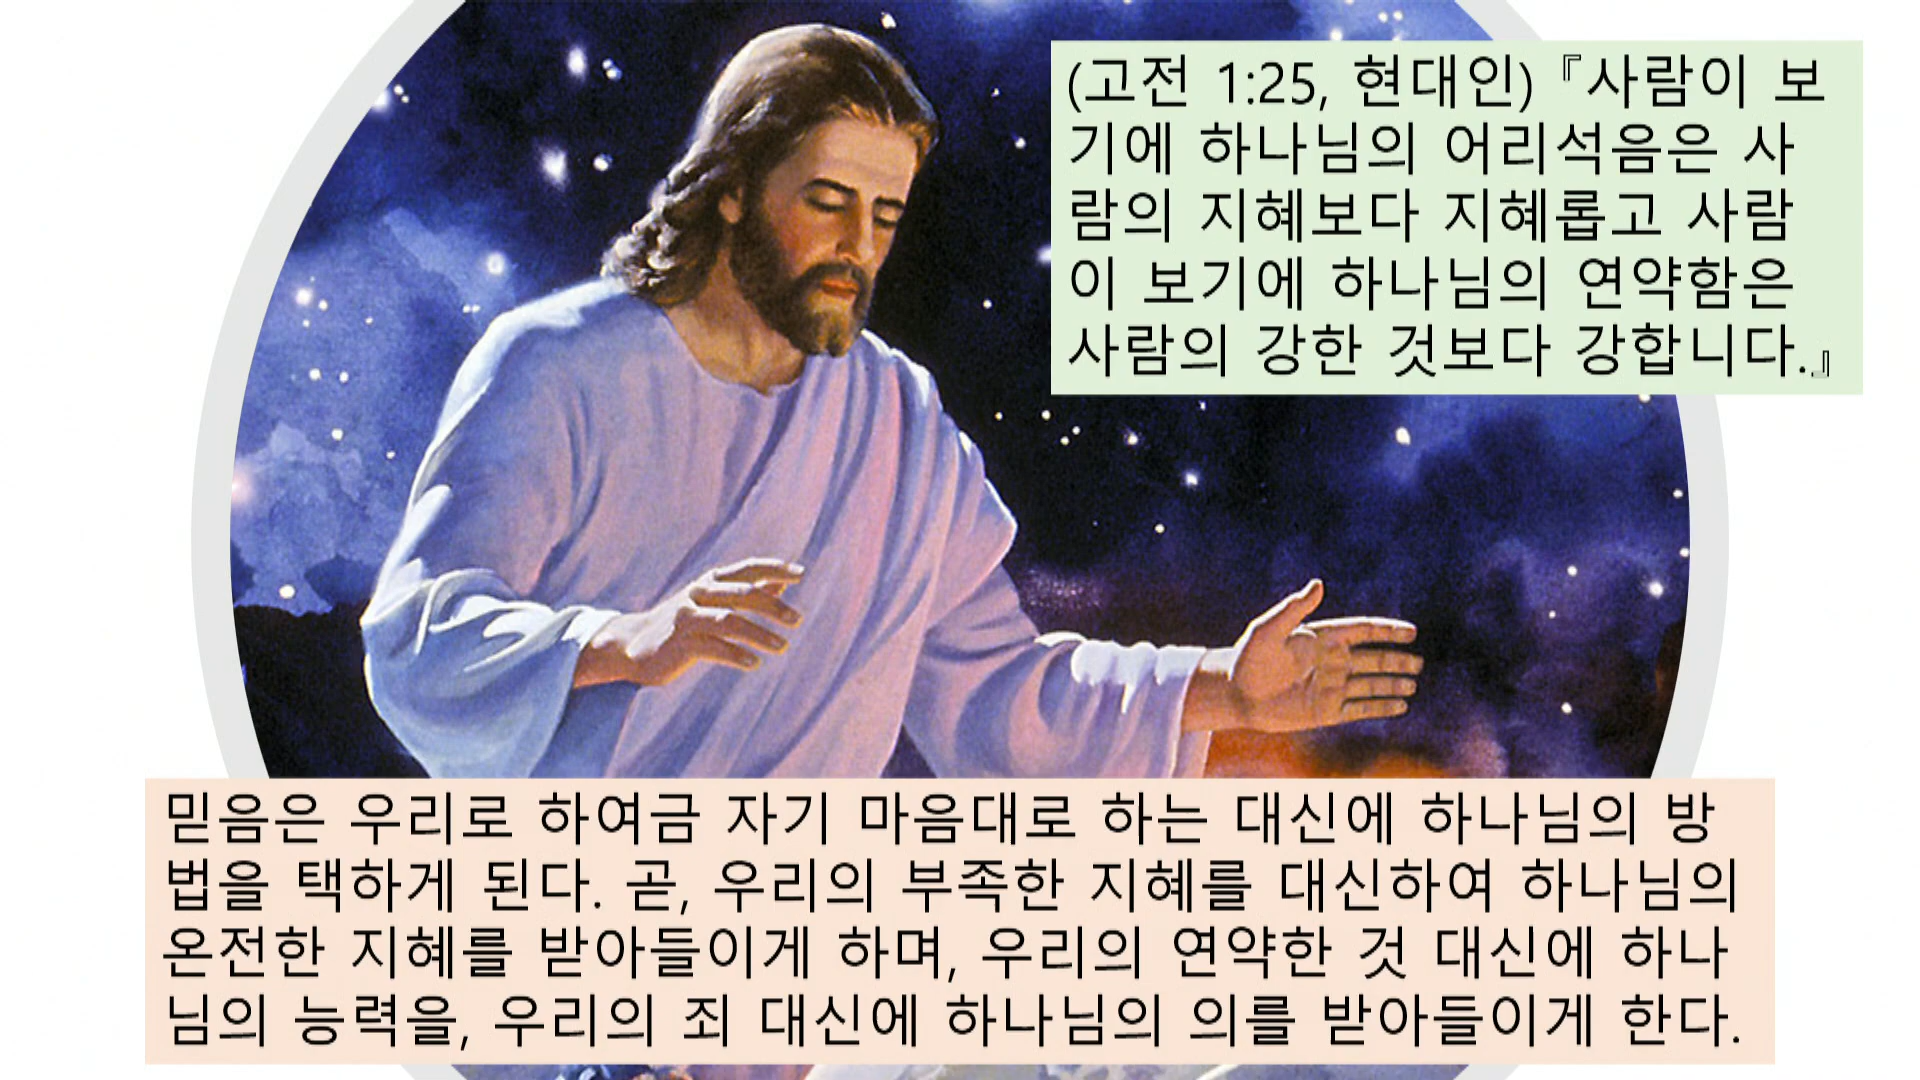 (고전 1:25, 현대인)『사람이 보
기에 하나님의 어리석음은 사
람의 지혜보다 지혜롭고 사람
이 보기에 하나님의 연약함은
사람의 강한 것보다 강합니다.』
믿음은 우리로 하여금 자기 마음대로 하는 대신에 하나님의 방
법을 택하게 된다. 곧, 우리의 부족한 지혜를 대신하여 하나님의
온전한 지혜를 받아들이게 하며, 우리의 연약한 것 대신에 하나
님의 능력을, 우리의 죄 대신에 하나님의 의를 받아들이게 한다.